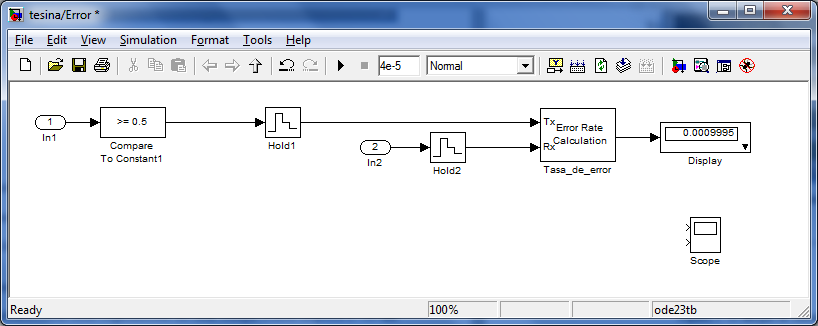 tesina/Error *
File Edit View Simulation Format Tools Help
4e-5 Normal
1
In1
>= 0.5
Compare
To Constant1
Hold1
2
In2
Hold2
Tx
Rx
Error Rate
Calculation
Tasa_de_error
0.0009995
Display
Scope
Ready 100% ode23tb